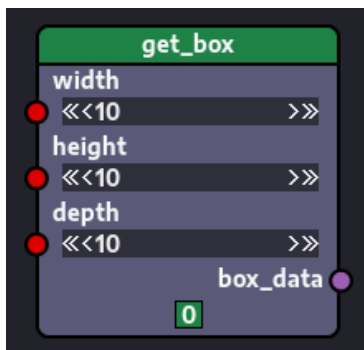 get_box
width
≪<10 >≫
height
≪<10 >≫
depth
≪<10 >≫
box_data
0